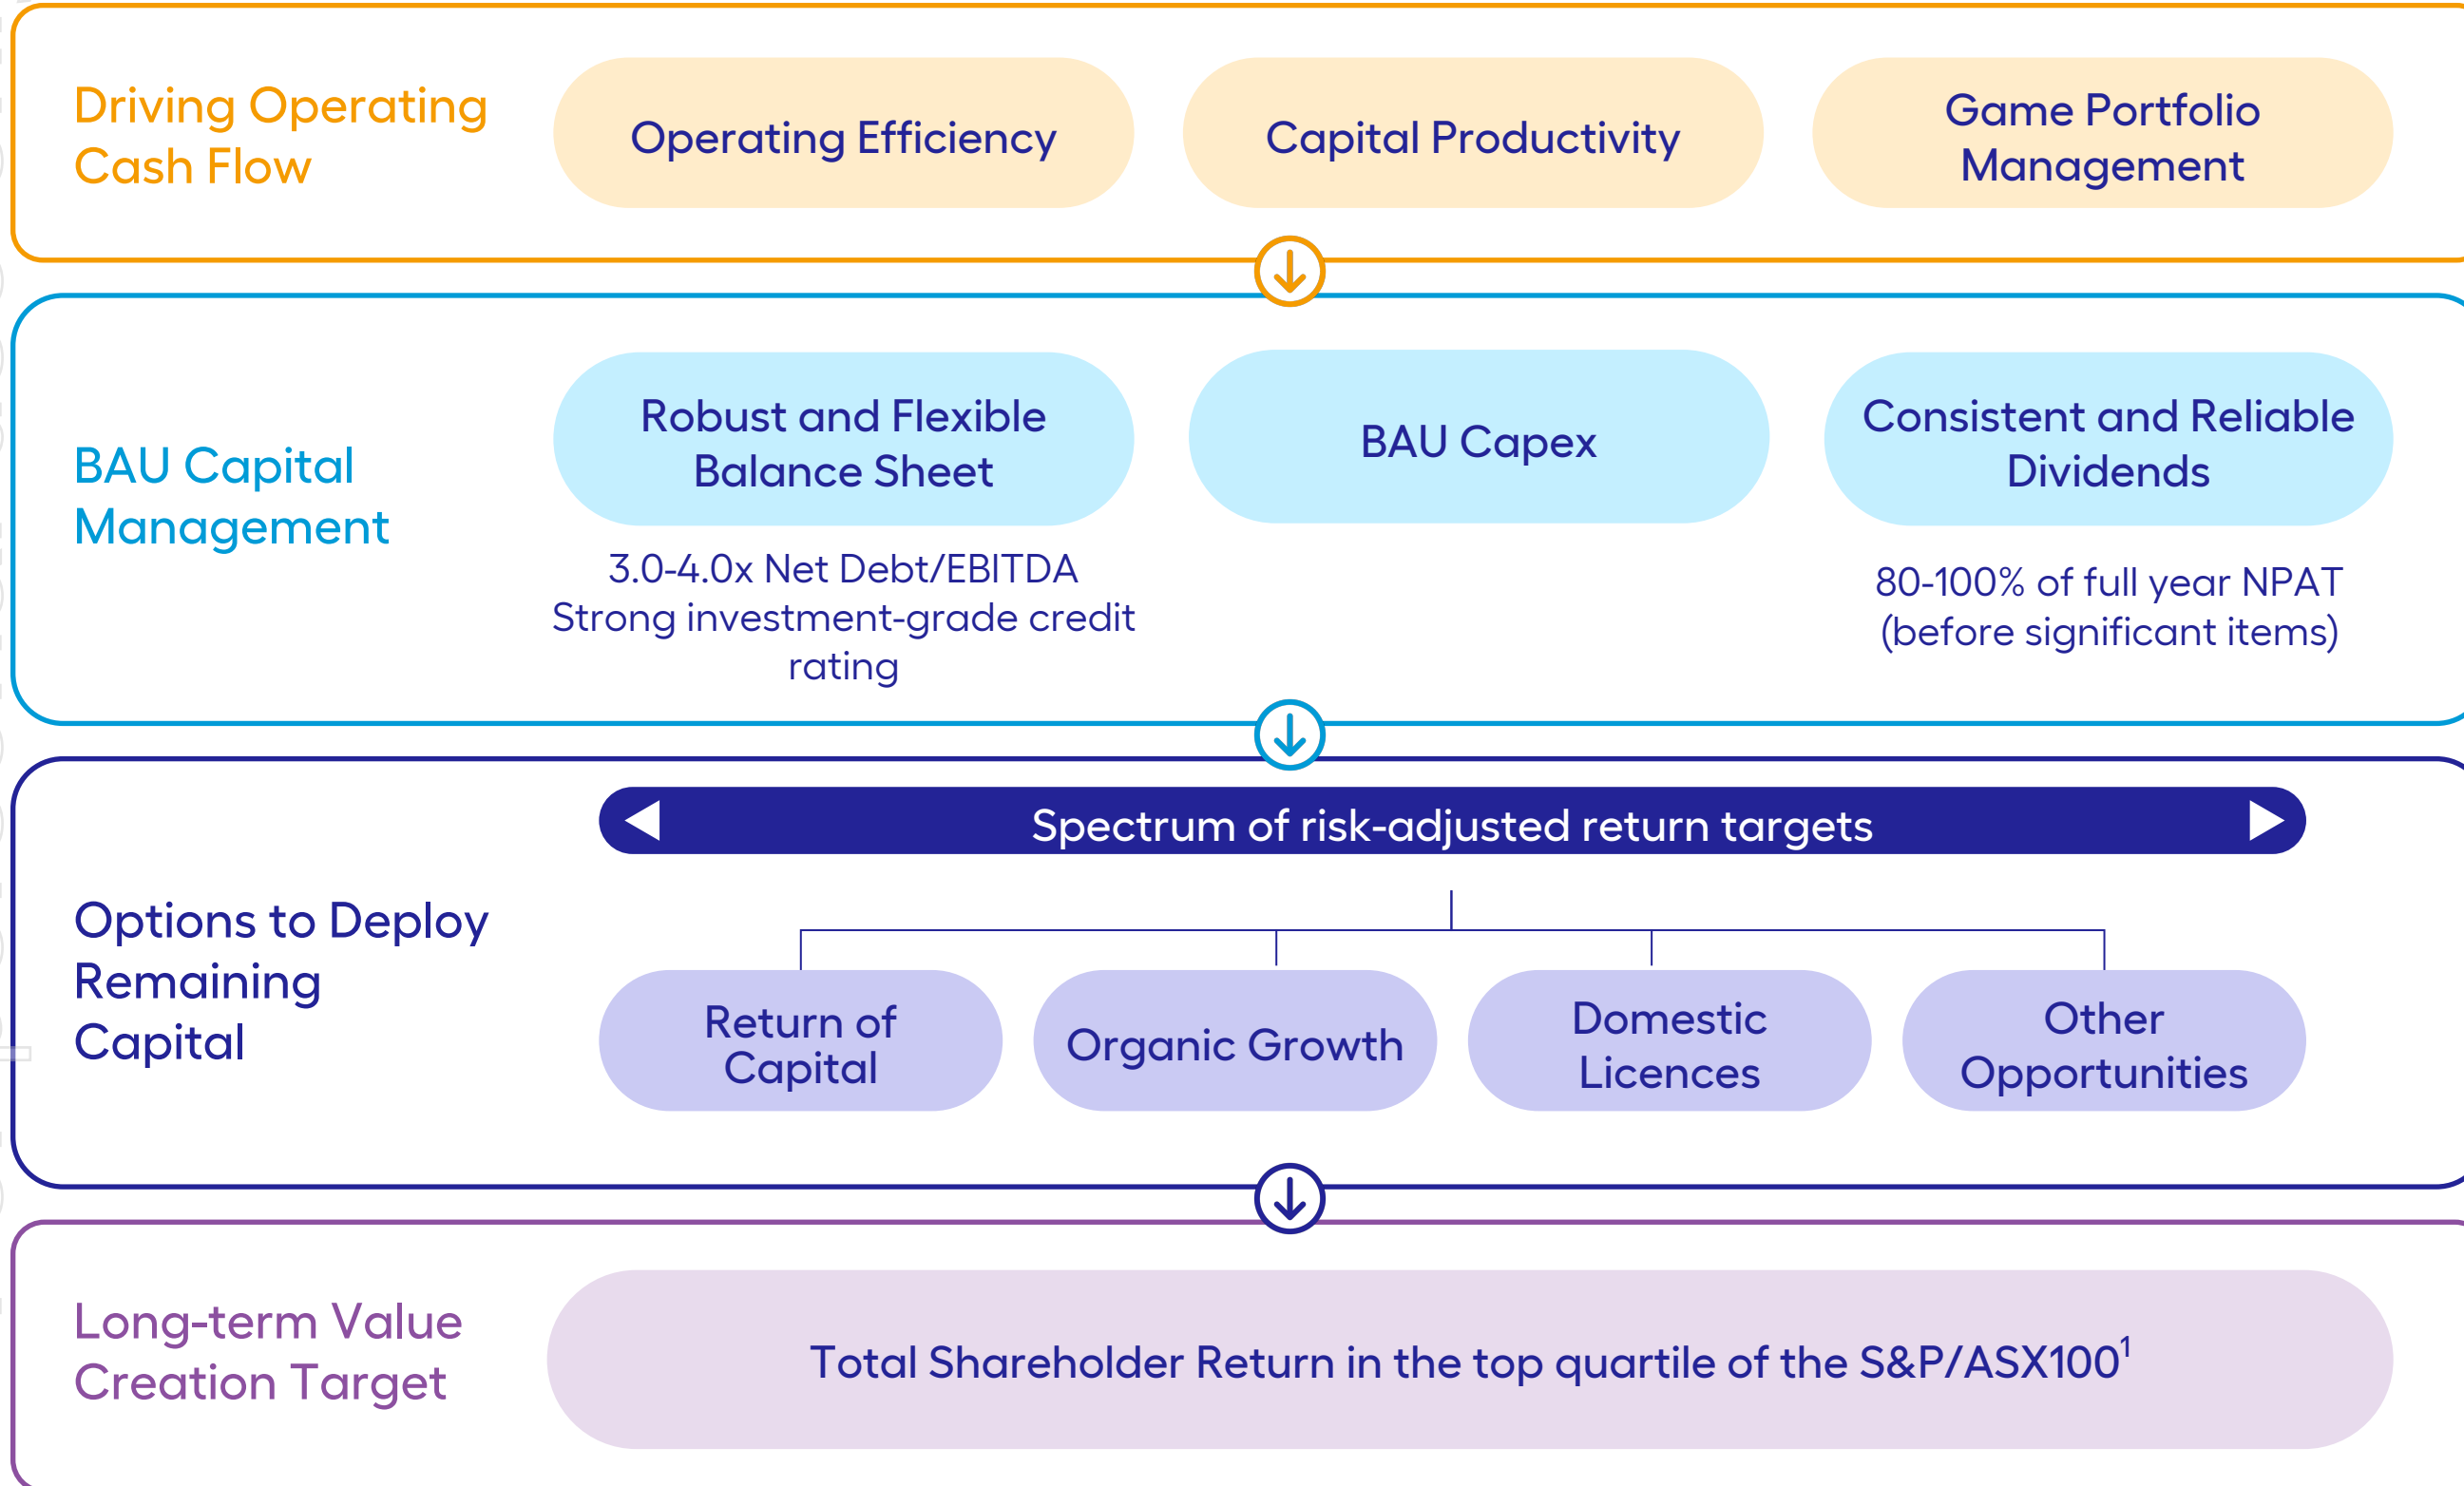 Driving Operating
Cash Flow
Operating Efficiency
Capital Productivity
Game Portfolio
Management
BAU Capital
Management
Robust and Flexible
Balance Sheet
3.0-4.0x Net Debt/EBITDA
Strong investment-grade credit
rating
BAU Capex
Consistent and Reliable
Dividends
80-100% of full year NPAT
(before significant items)
Options to Deploy
Remaining
Capital
Spectrum of risk-adjusted return targets
Return of
Capital
Organic Growth
Domestic
Licences
Other
Opportunities
Long-term Value
Creation Target
Total Shareholder Return in the top quartile of the S&P/ASX100¹